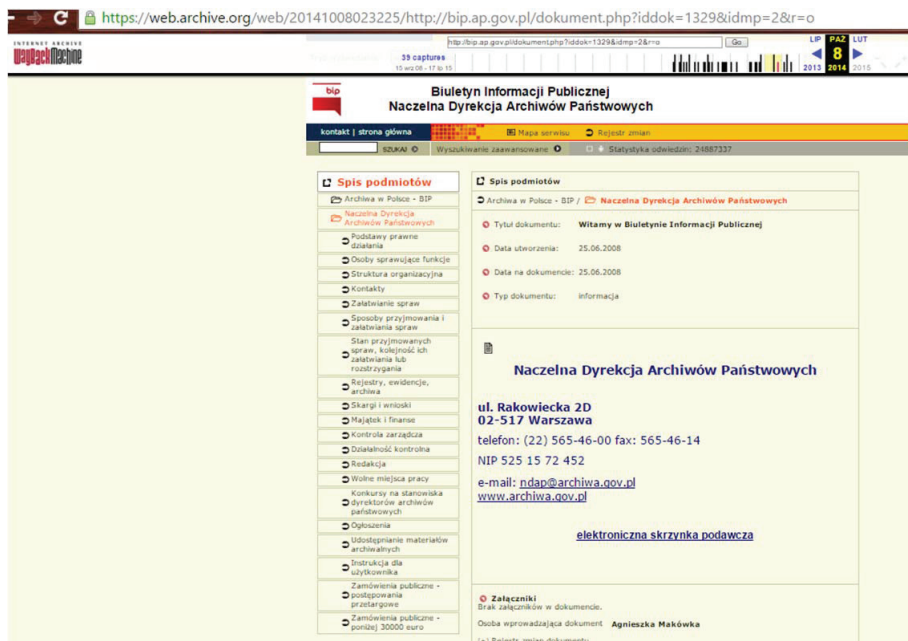 https://web.archive.org/web/20141008023225/http://bip.ap.gov.pl/dokument.php?iddok=1329&idmp=2&r=o
INTERNET ARCHIVE
WayBackMachine
http://bip.ap.gov.pl/dokument.php?iddok=1329&idmp=2&r=o
Go
39 captures
15 wrz 08 - 17 lip 15
LIP PAŹ LUT
8
2013 2014 2015
bip
Biuletyn Informacji Publicznej
Naczelna Dyrekcja Archiwów Państwowych
kontakt | strona główna
Mapa serwisu
Rejestr zmian
SZUKAJ
Wyszukiwanie zaawansowane
Statystyka odwiedzin: 24887337
Spis podmiotów
Archiwa w Polsce - BIP
Naczelna Dyrekcja
Archiwów Państwowych
Podstawy prawne
działania
Osoby sprawujące funkcje
Struktura organizacyjna
Kontakty
Załatwianie spraw
Sposoby przyjmowania i
załatwiania spraw
Stan przyjmowanych
spraw, kolejność ich
załatwiania lub
rozstrzygania
Rejestry, ewidencje,
archiwa
Skargi i wnioski
Majątek i finanse
Kontrola zarządcza
Działalność kontrolna
Redakcja
Wolne miejsca pracy
Konkursy na stanowiska
dyrektorów archiwów
państwowych
Ogłoszenia
Udostępnianie materiałów
archiwalnych
Instrukcja dla
użytkownika
Zamówienia publiczne -
postępowania
przetargowe
Zamówienia publiczne -
poniżej 30000 euro
Spis podmiotów
Archiwa w Polsce - BIP / Naczelna Dyrekcja Archiwów Państwowych
Tytuł dokumentu: Witamy w Biuletynie Informacji Publicznej
Data utworzenia: 25.06.2008
Data na dokumencie: 25.06.2008
Typ dokumentu: informacja
Naczelna Dyrekcja Archiwów Państwowych
ul. Rakowiecka 2D
02-517 Warszawa
telefon: (22) 565-46-00 fax: 565-46-14
NIP 525 15 72 452
e-mail: ndap@archiwa.gov.pl
www.archiwa.gov.pl
elektroniczna skrzynka podawcza
Załączniki
Brak załączników w dokumencie.
Osoba wprowadzająca dokument Agnieszka Makówka